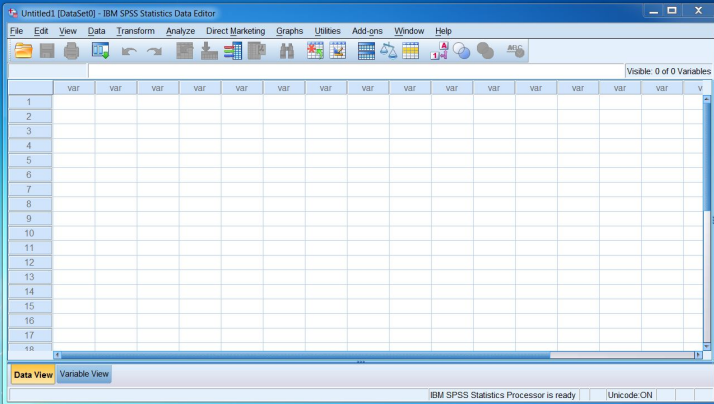 Untitled1 [DataSet0] - IBM SPSS Statistics Data Editor
File Edit View Data Transform Analyze Direct Marketing Graphs Utilities Add-ons Window Help
A
14
ABC
Visible: 0 of 0 Variables
var var var var var var var var var var var var var var var v
1
2
3
4
5
6
7
8
9
10
11
12
13
14
15
16
17
18
Data View Variable View
IBM SPSS Statistics Processor is ready Unicode:ON